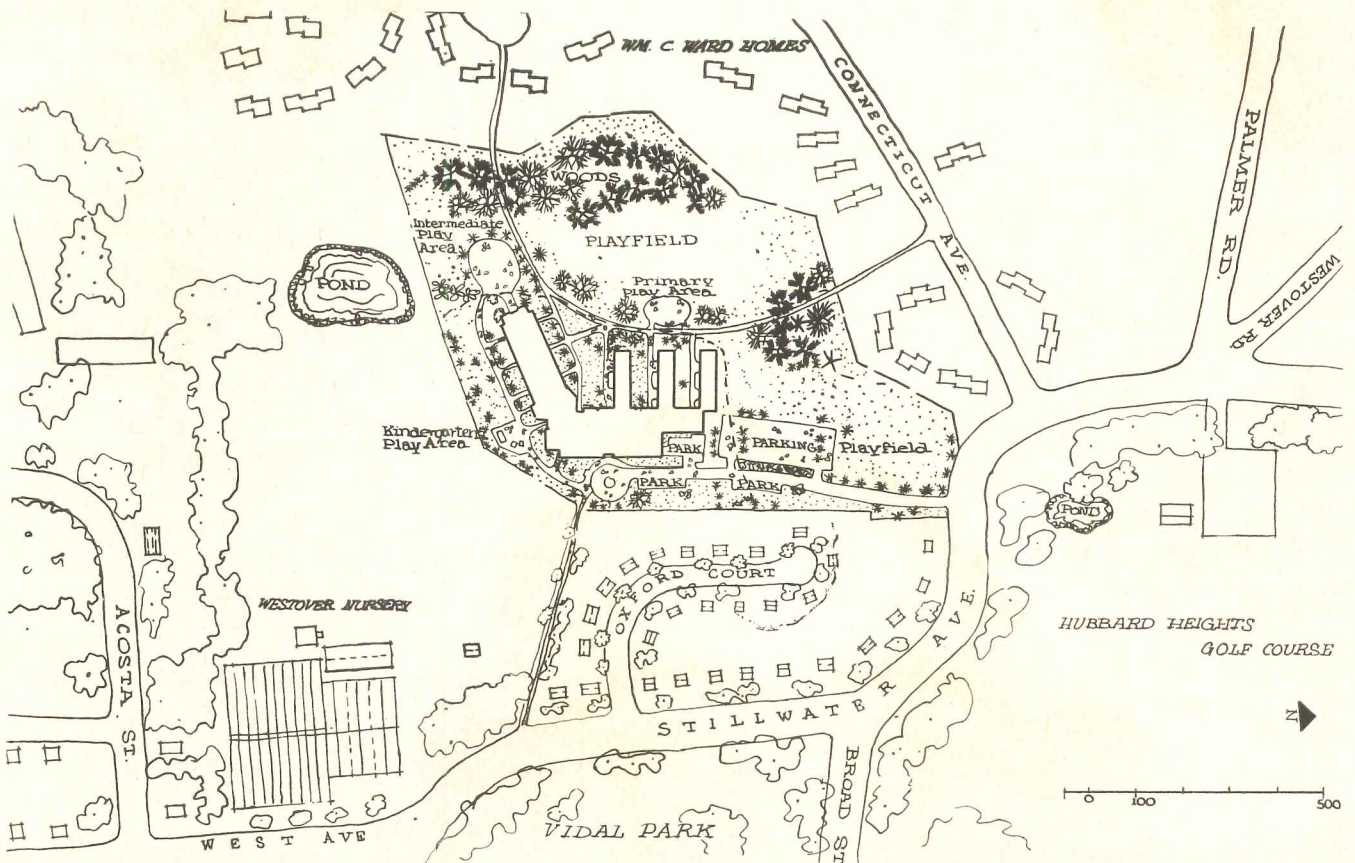 WM. C. WARD HOMES
CONNECTICUT AVE.
PALMER RD.
WESTOVER RD
WOODS
Intermediate
Play
Area
PLAYFIELD
POND
Primary
Play Area
Kindergarten
Play Area
PARK
PARKING
Playfield
PARK
PARK
POND
OXFORD COURT
WESTOVER NURSERY
ACOSTA ST.
HUBBARD HEIGHTS
GOLF COURSE
STILLWATER AVE.
N
BROAD ST
0 100 500
VIDAL PARK
WEST AVE